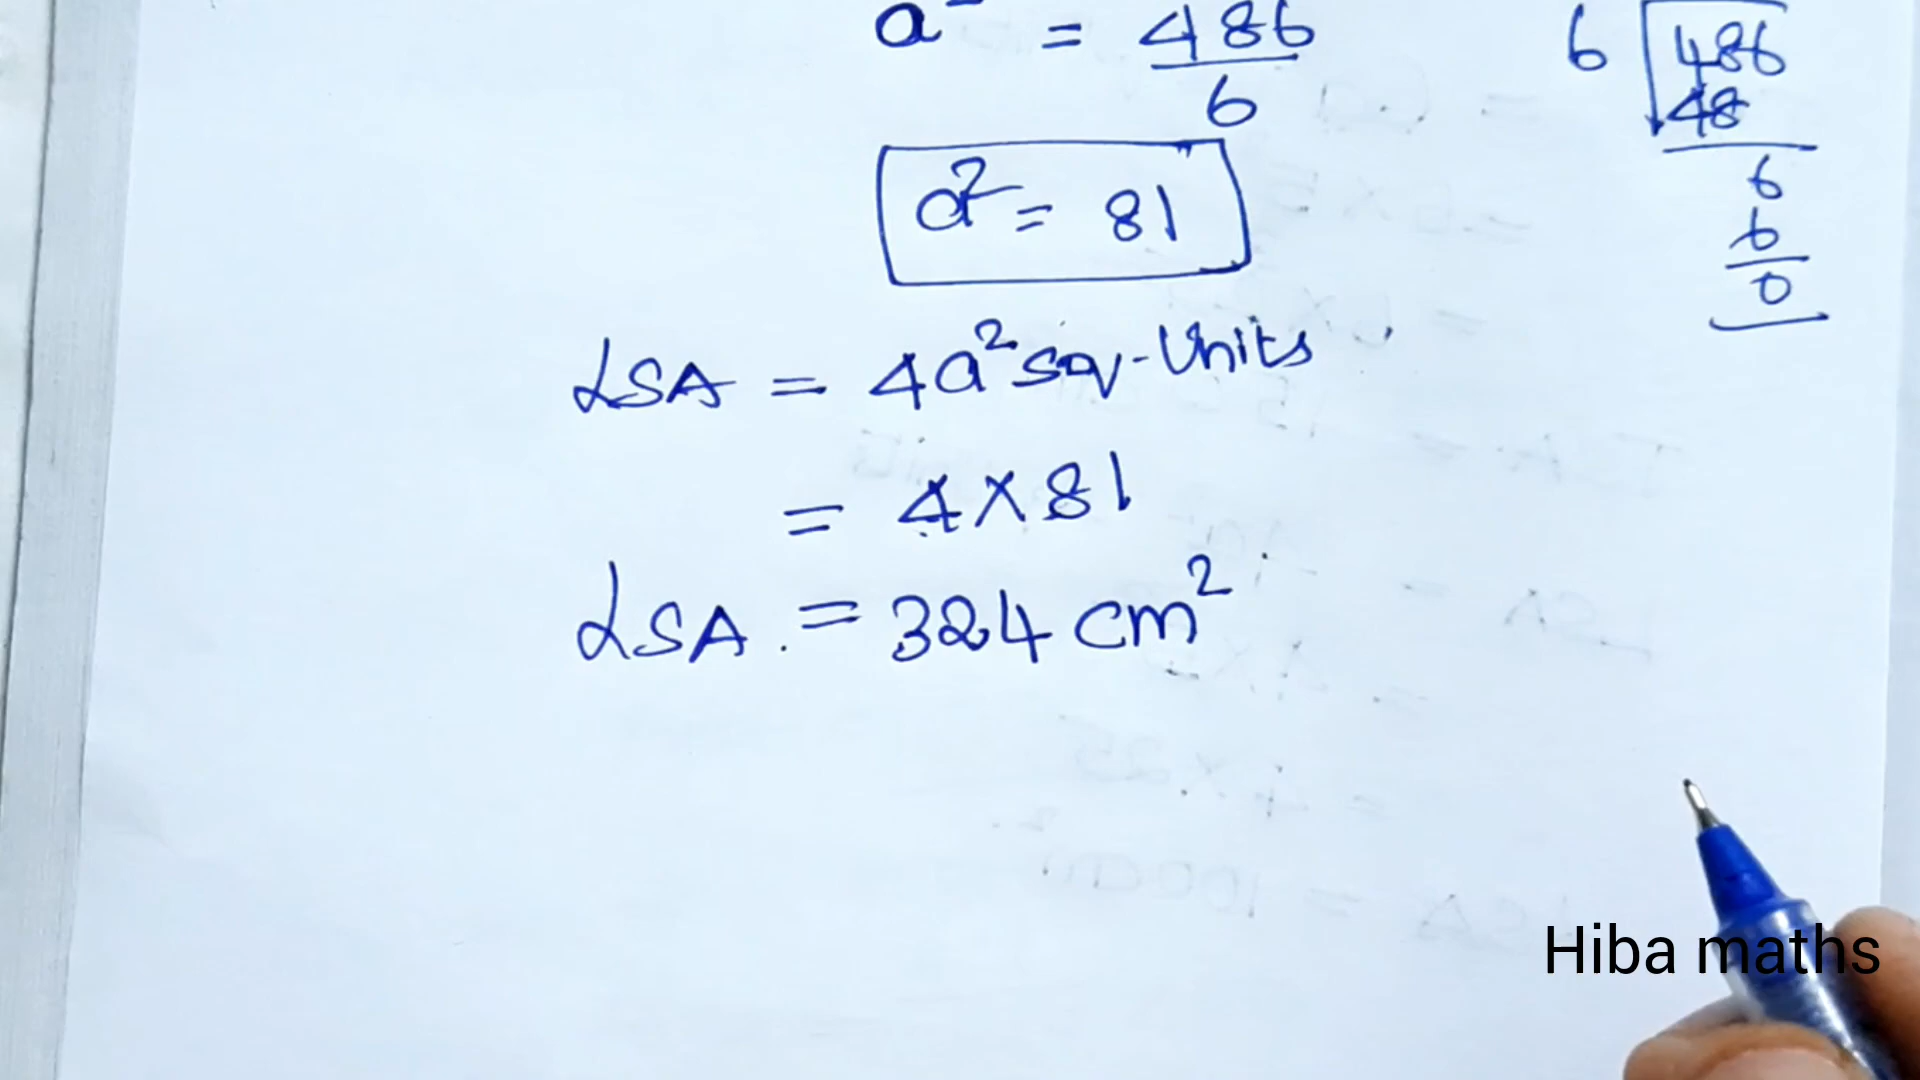 a² = 486
6
a² = 81
LSA = 4a² sq-Units
= 4×81
LSA = 324 cm²
6 486
48
6
6
0
Hiba maths